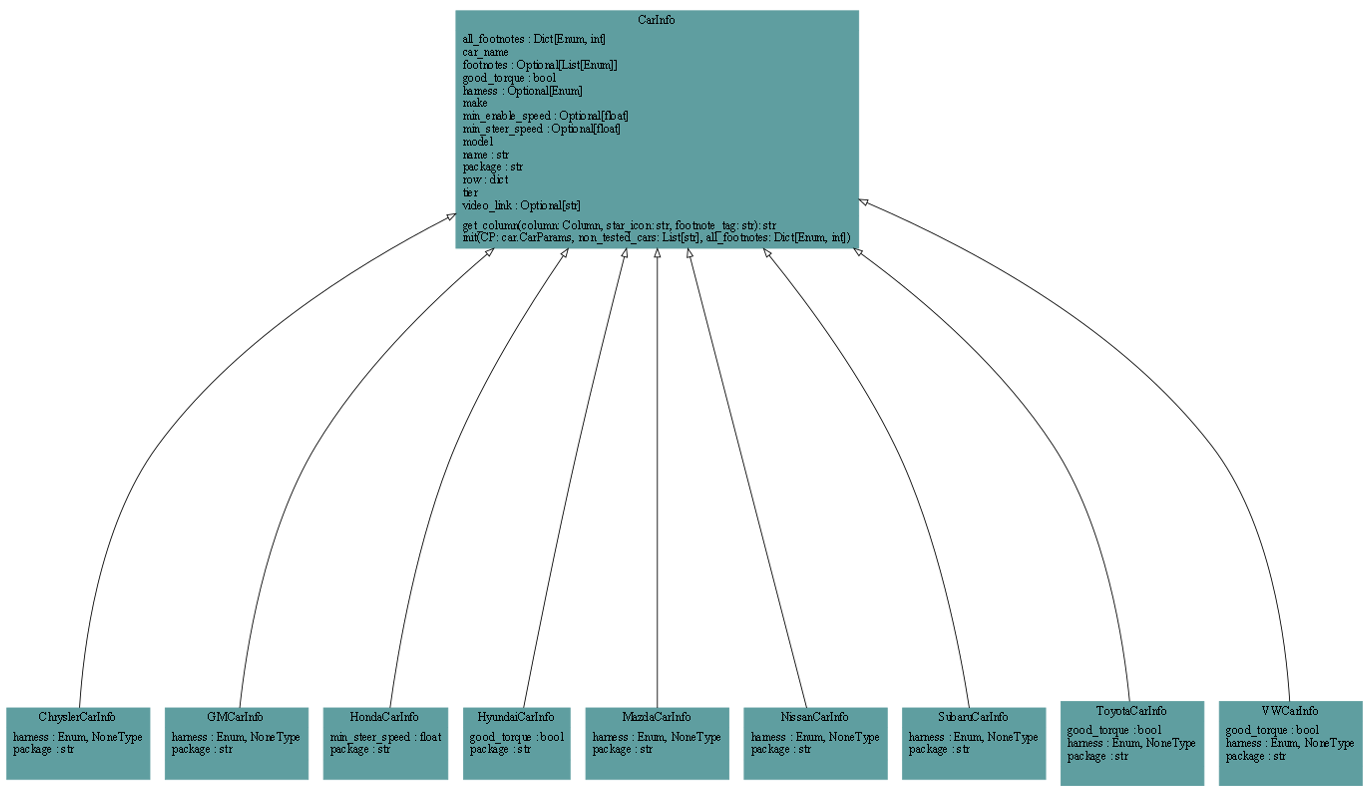 CarInfo
all_footnotes : Dict[Enum, int]
car_name
footnotes : Optional[List[Enum]]
good_torque : bool
harness : Optional[Enum]
make
min_enable_speed : Optional[float]
min_steer_speed : Optional[float]
model
name : str
package : str
row : dict
tier
video_link : Optional[str]
get_column(column: Column, star_icon: str, footnote_tag: str): str
init(CP: car.CarParams, non_tested_cars: List[str], all_footnotes: Dict[Enum, int])
ChryslerCarInfo
harness : Enum, NoneType
package : str
GMCarInfo
harness : Enum, NoneType
package : str
HondaCarInfo
min_steer_speed : float
package : str
HyundaiCarInfo
good_torque : bool
package : str
MazdaCarInfo
harness : Enum, NoneType
package : str
NissanCarInfo
harness : Enum, NoneType
package : str
SubaruCarInfo
harness : Enum, NoneType
package : str
ToyotaCarInfo
good_torque : bool
harness : Enum, NoneType
package : str
VWCarInfo
good_torque : bool
harness : Enum, NoneType
package : str